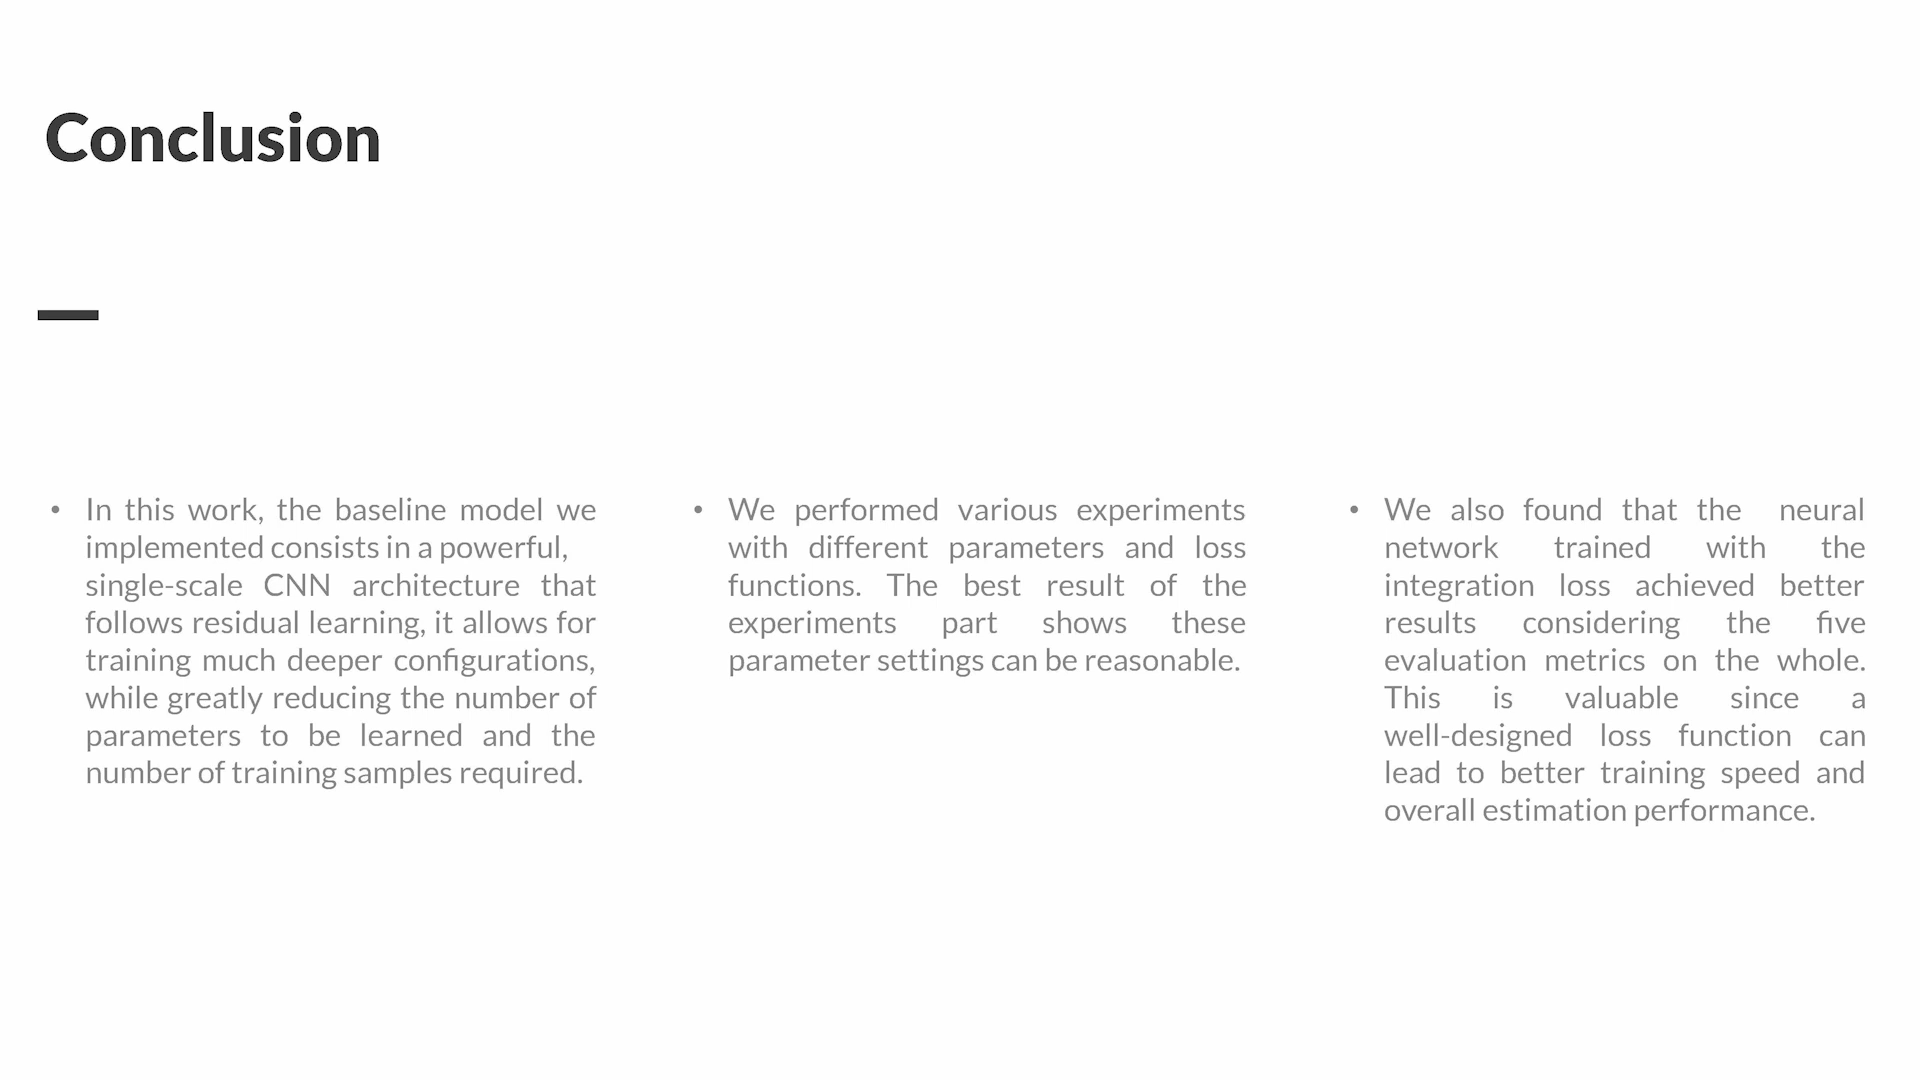 Conclusion
• In this work, the baseline model we
implemented consists in a powerful,
single-scale CNN architecture that
follows residual learning, it allows for
training much deeper configurations,
while greatly reducing the number of
parameters to be learned and the
number of training samples required.
• We performed various experiments
with different parameters and loss
functions. The best result of the
experiments part shows these
parameter settings can be reasonable.
• We also found that the neural
network trained with the
integration loss achieved better
results considering the five
evaluation metrics on the whole.
This is valuable since a
well-designed loss function can
lead to better training speed and
overall estimation performance.